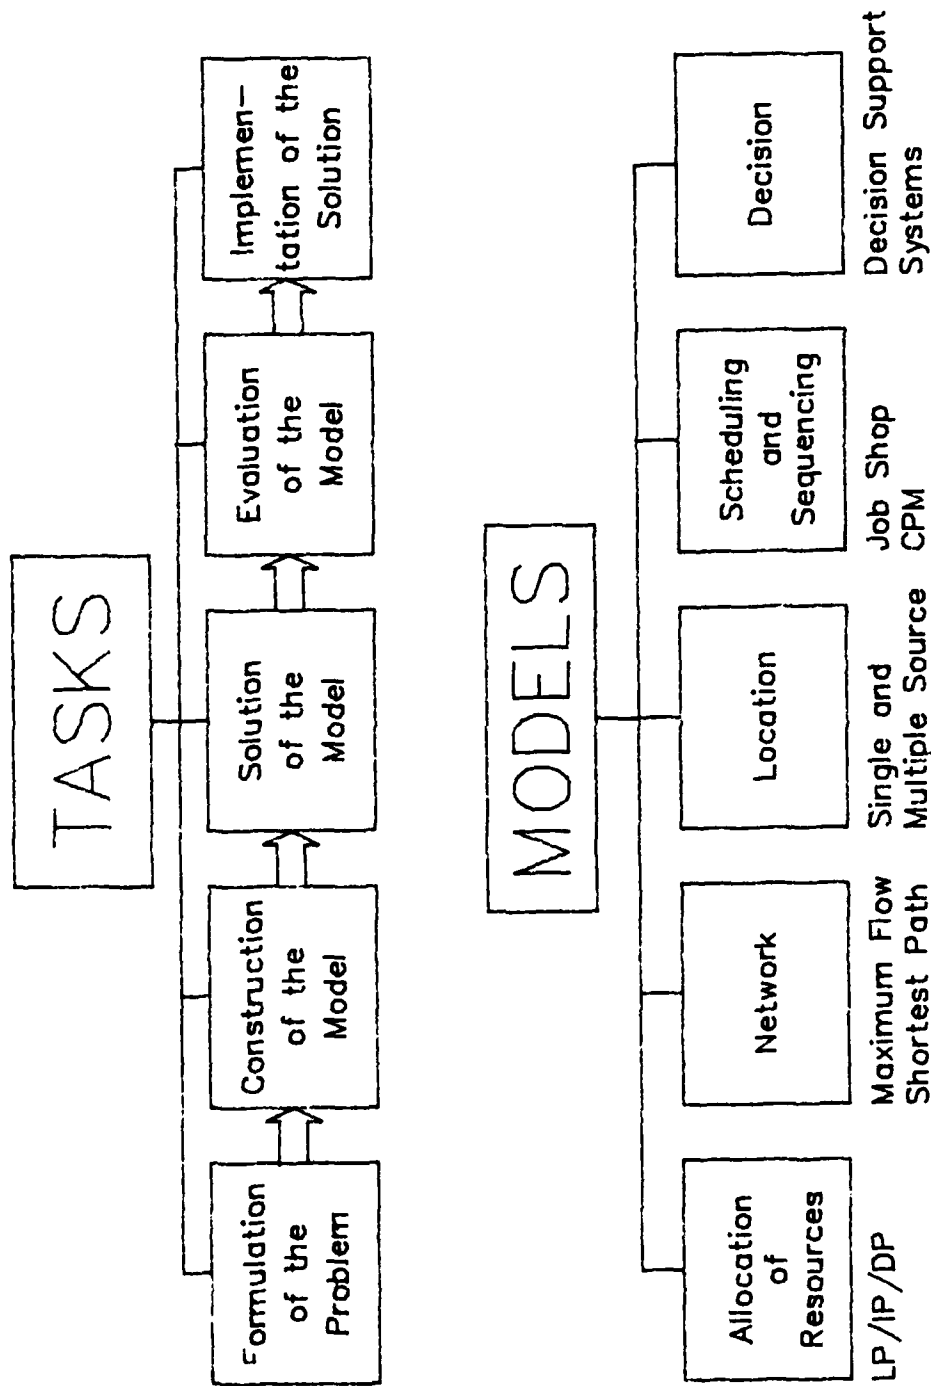 TASKS
Formulation
of the
Problem
Construction
of the
Model
Solution
of the
Model
Evaluation
of the
Model
Implemen-
tation of the
Solution
MODELS
Allocation
of
Resources
LP/IP/DP
Network
Maximum Flow
Shortest Path
Location
Single and
Multiple Source
Scheduling
and
Sequencing
Job Shop
CPM
Decision
Decision Support
Systems